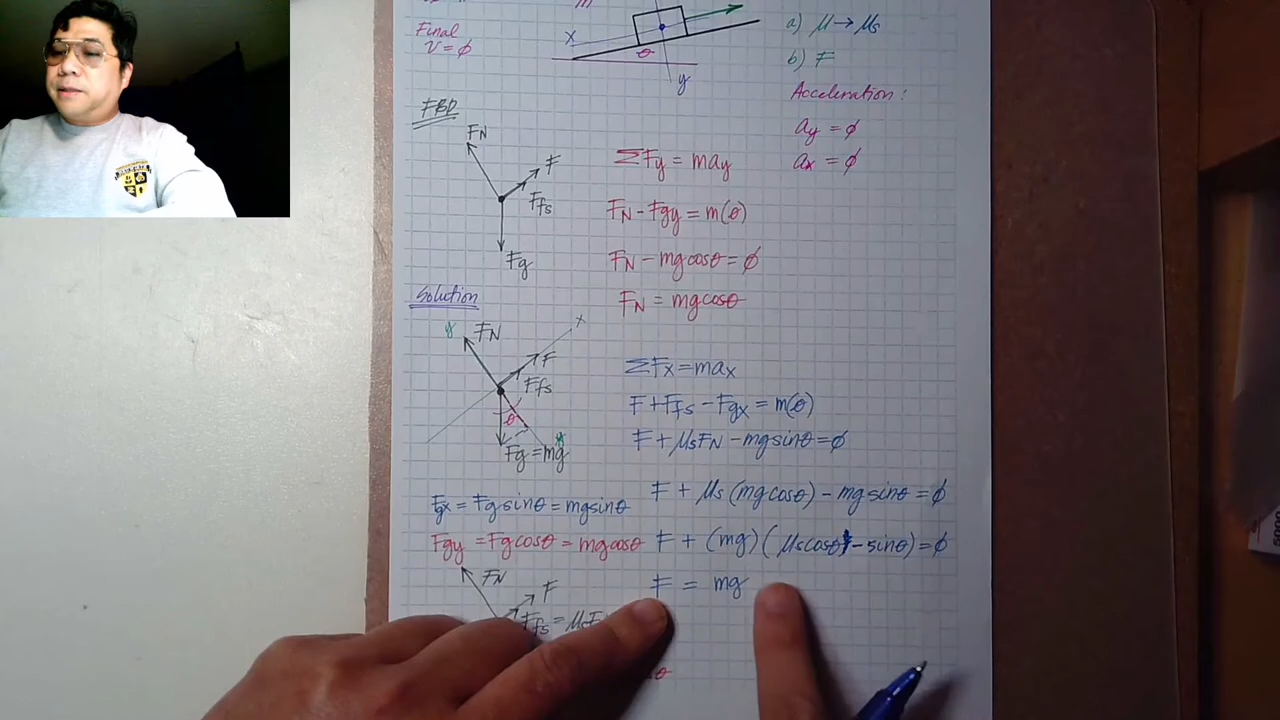 m
Final
V = φ
X
θ
y
a) μ → μs
b) F
Acceleration:
ay = φ
ax = φ
FBD
FN
F
Ffs
Fg
ΣFy = may
FN - Fgy = m(θ)
FN - mgcosθ = φ
FN = mgcosθ
Solution
y
FN
x
F
Ffs
θ
Fg = mg
ΣFx = max
F + Ffs - Fgx = m(θ)
F + μsFN - mgsinθ = φ
Fgx = Fgsinθ = mgsinθ
F + μs(mgcosθ) - mgsinθ = φ
Fgy = Fgcosθ = mgcosθ
F + (mg)(μscosθ - sinθ) = φ
FN
F
F = mg
Ffs = μsF
θ